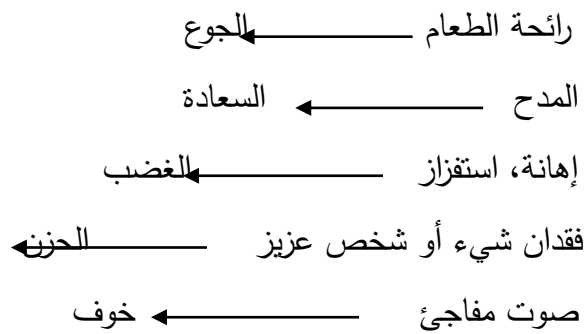 رائحة الطعام الجوع
المدح السعادة
إهانة، استفزاز الغضب
فقدان شيء أو شخص عزيز الحزن
صوت مفاجئ خوف